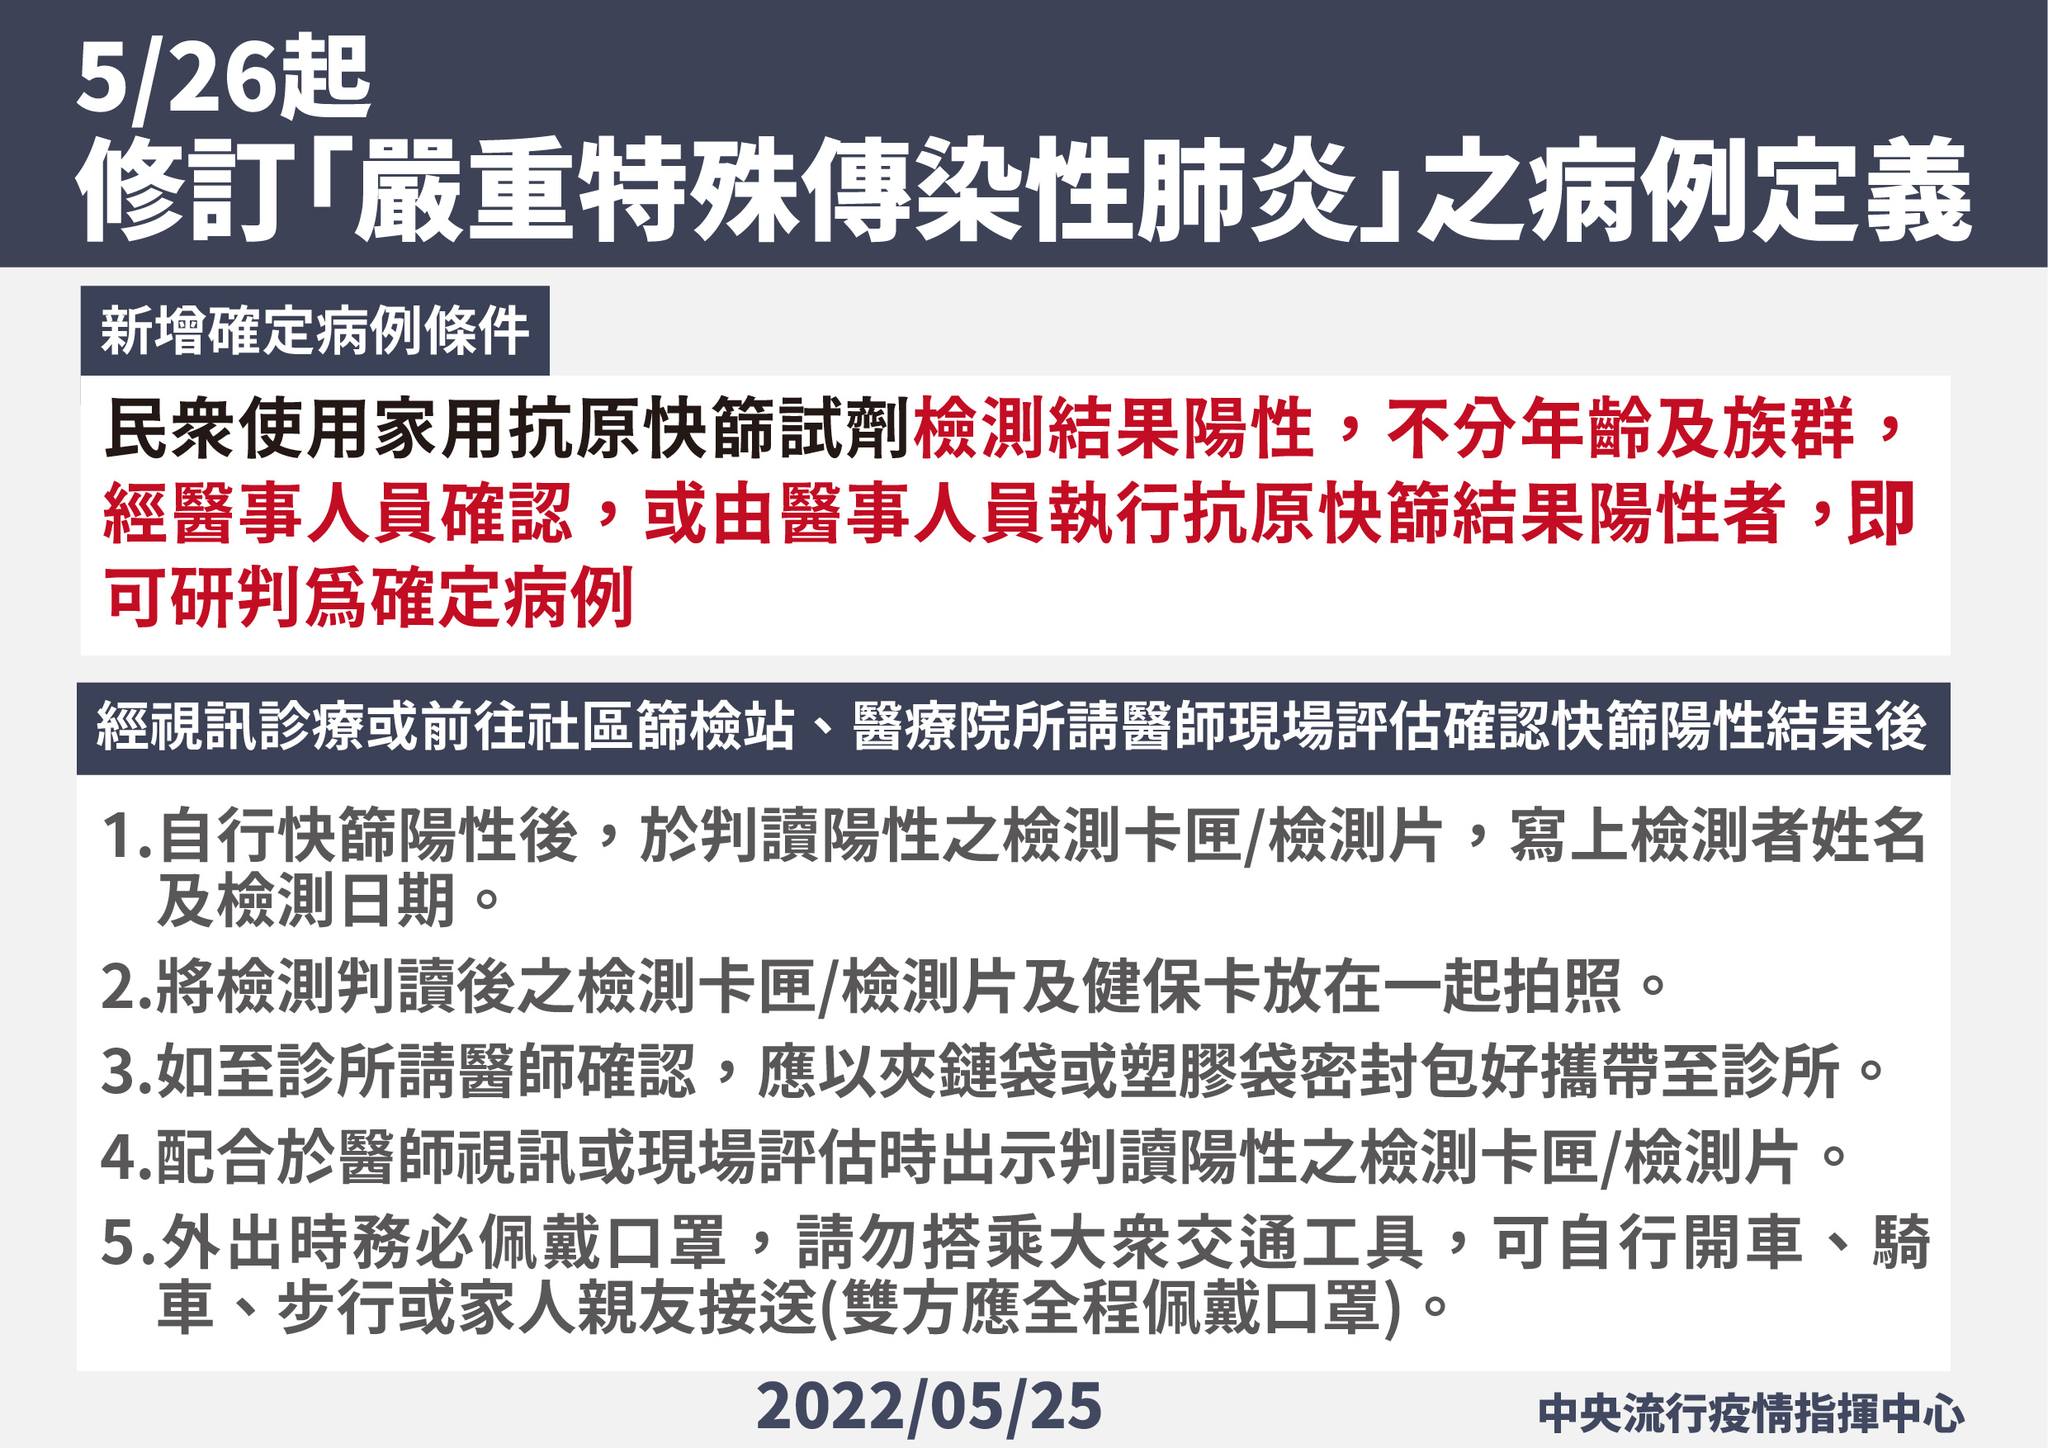 5/26起
修訂「嚴重特殊傳染性肺炎」之病例定義
新增確定病例條件
民眾使用家用抗原快篩試劑檢測結果陽性，不分年齡及族群，
經醫事人員確認，或由醫事人員執行抗原快篩結果陽性者，即
可研判為確定病例
經視訊診療或前往社區篩檢站、醫療院所請醫師現場評估確認快篩陽性結果後
1.自行快篩陽性後，於判讀陽性之檢測卡匣/檢測片，寫上檢測者姓名
及檢測日期。
2.將檢測判讀後之檢測卡匣/檢測片及健保卡放在一起拍照。
3.如至診所請醫師確認，應以夾鏈袋或塑膠袋密封包好攜帶至診所。
4.配合於醫師視訊或現場評估時出示判讀陽性之檢測卡匣/檢測片。
5.外出時務必佩戴口罩，請勿搭乘大眾交通工具，可自行開車、騎
車、步行或家人親友接送(雙方應全程佩戴口罩)。
2022/05/25
中央流行疫情指揮中心